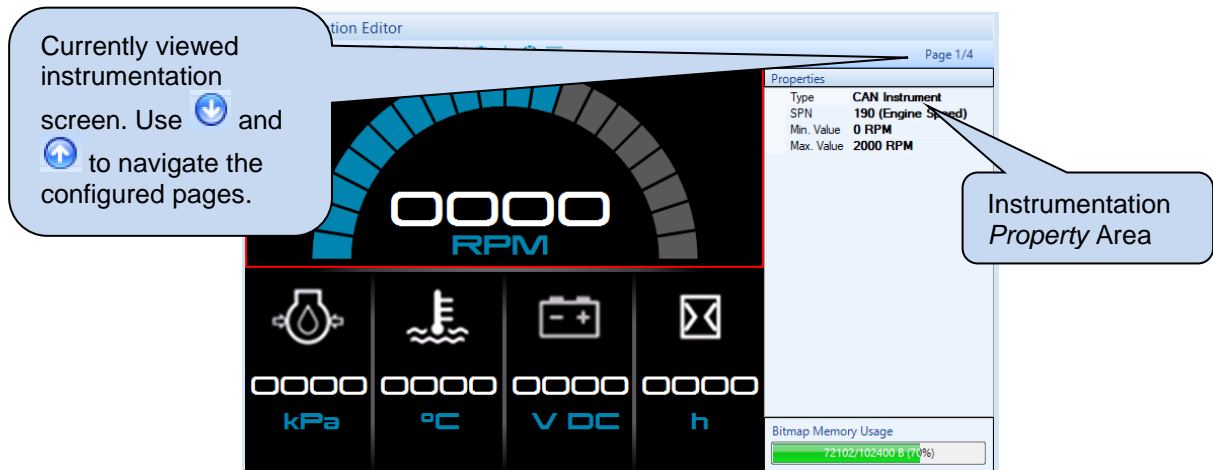 Currently viewed
instrumentation
screen. Use and
to navigate the
configured pages.
tion Editor
Page 1/4
Properties
Type CAN Instrument
SPN 190 (Engine Speed)
Min. Value 0 RPM
Max. Value 2000 RPM
Instrumentation
Property Area
0000
RPM
0000 0000 0000 0000
kPa ºC V DC h
Bitmap Memory Usage
72102/102400 B (70%)